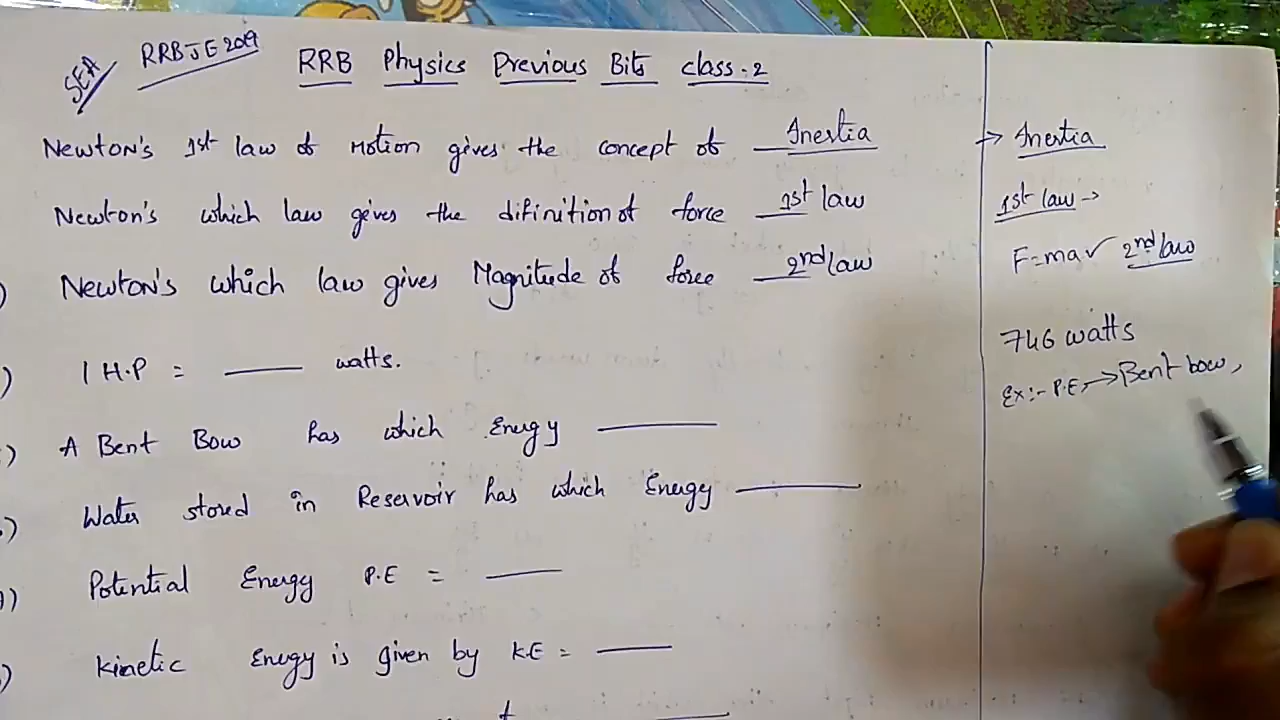 SEA RRBJE 2019 RRB Physics Previous Bits class-2
Newton's 1st law of Motion gives the concept of Inertia
Newton's which law gives the difinition of force 1st law
) Newton's which law gives Magnitude of force 2nd law
) 1 H.P = ____ watts.
) A Bent Bow has which Energy ____
) Water stored in Reservoir has which Energy ____
) Potential Energy P.E = ____
) Kinetic Energy is given by K.E = ____
→ Inertia
1st law →
F=ma✓ 2nd law
746 watts
Ex:- P.E → Bent bow,